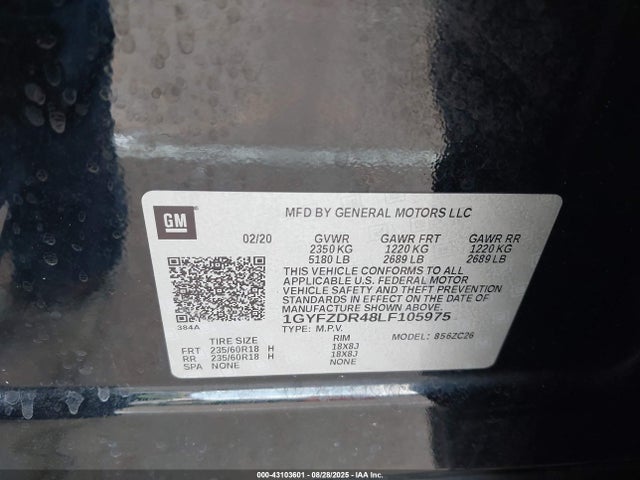 GM
MFD BY GENERAL MOTORS LLC
02/20 GVWR GAWR FRT GAWR RR
2350 KG 1220 KG 1220 KG
5180 LB 2689 LB 2689 LB
THIS VEHICLE CONFORMS TO ALL
APPLICABLE U.S. FEDERAL MOTOR
VEHICLE SAFETY AND THEFT PREVENTION
STANDARDS IN EFFECT ON THE DATE OF
MANUFACTURE SHOWN ABOVE.
1GYFZDR48LF105975
384A
TYPE: M.P.V. MODEL: 856ZC26
TIRE SIZE RIM
FRT 235/60R18 H 18X8J
RR 235/60R18 H 18X8J
SPA NONE NONE
000-43103601 - 08/28/2025 - IAA Inc.